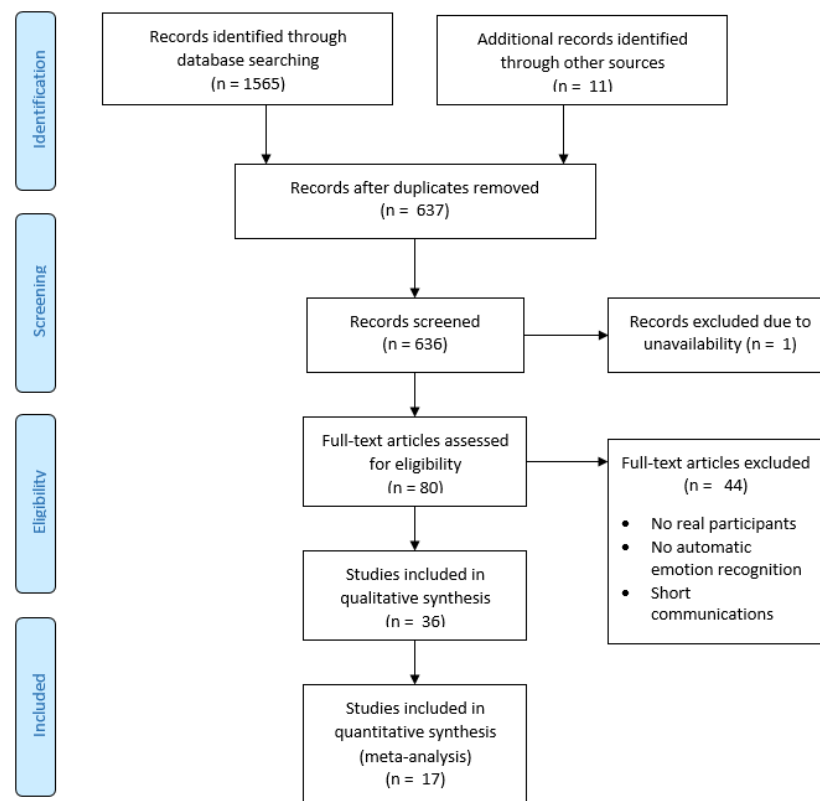 Identification
Records identified through
database searching
(n = 1565)
Additional records identified
through other sources
(n = 11)
Records after duplicates removed
(n = 637)
Screening
Records screened
(n = 636)
Records excluded due to
unavailability (n = 1)
Eligibility
Full-text articles assessed
for eligibility
(n = 80)
Full-text articles excluded
(n = 44)
• No real participants
• No automatic
emotion recognition
• Short
communications
Studies included in
qualitative synthesis
(n = 36)
Included
Studies included in
quantitative synthesis
(meta-analysis)
(n = 17)